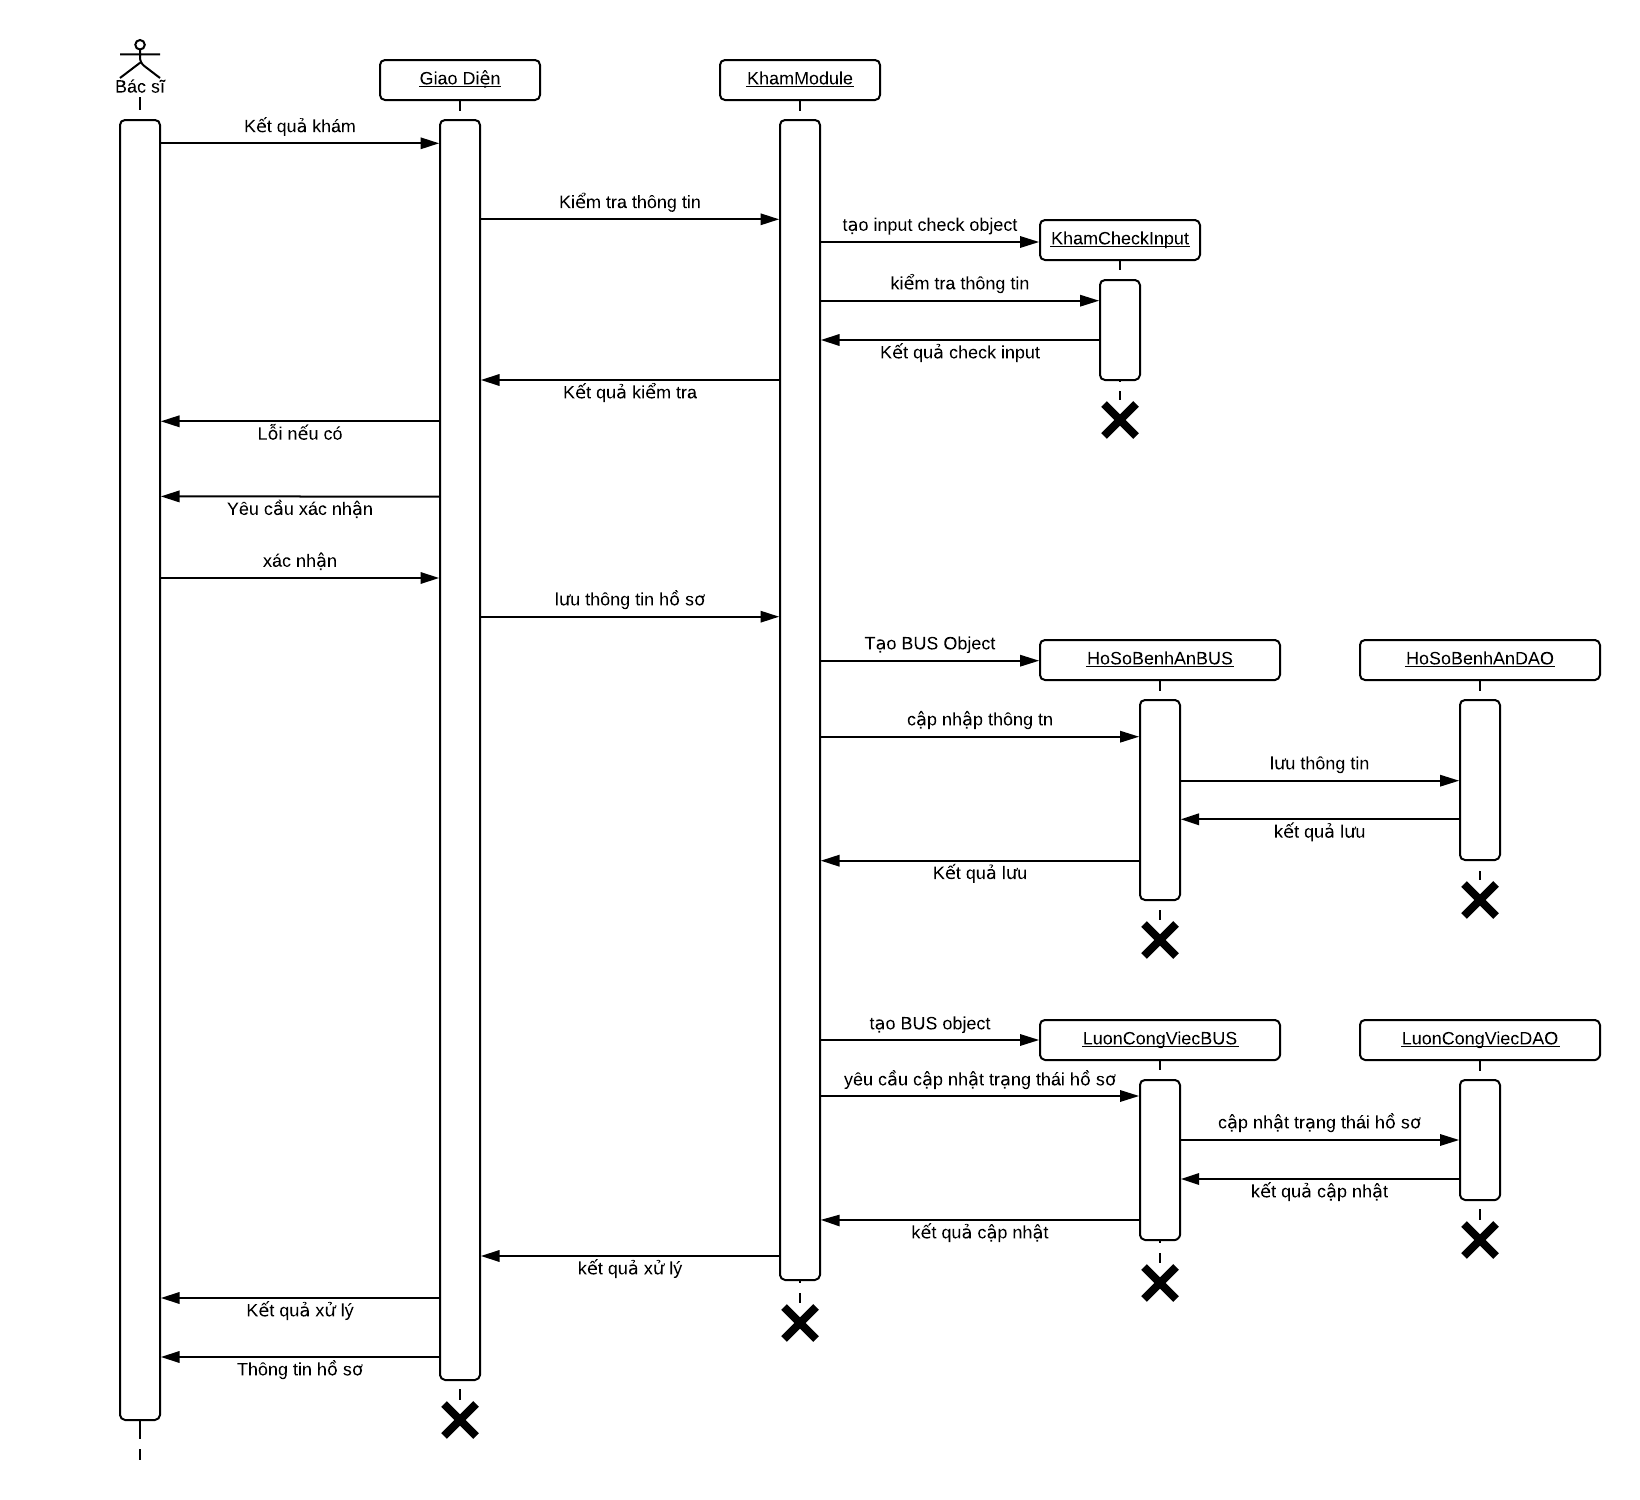 Bác sĩ
Giao Diện
KhamModule
Kết quả khám
Kiểm tra thông tin
tạo input check object
KhamCheckInput
kiểm tra thông tin
Kết quả check input
Kết quả kiểm tra
Lỗi nếu có
Yêu cầu xác nhận
xác nhận
lưu thông tin hồ sơ
Tạo BUS Object
HoSoBenhAnBUS
HoSoBenhAnDAO
cập nhập thông tn
lưu thông tin
kết quả lưu
Kết quả lưu
tạo BUS object
LuonCongViecBUS
LuonCongViecDAO
yêu cầu cập nhật trạng thái hồ sơ
cập nhật trạng thái hồ sơ
kết quả cập nhật
kết quả cập nhật
kết quả xử lý
Kết quả xử lý
Thông tin hồ sơ